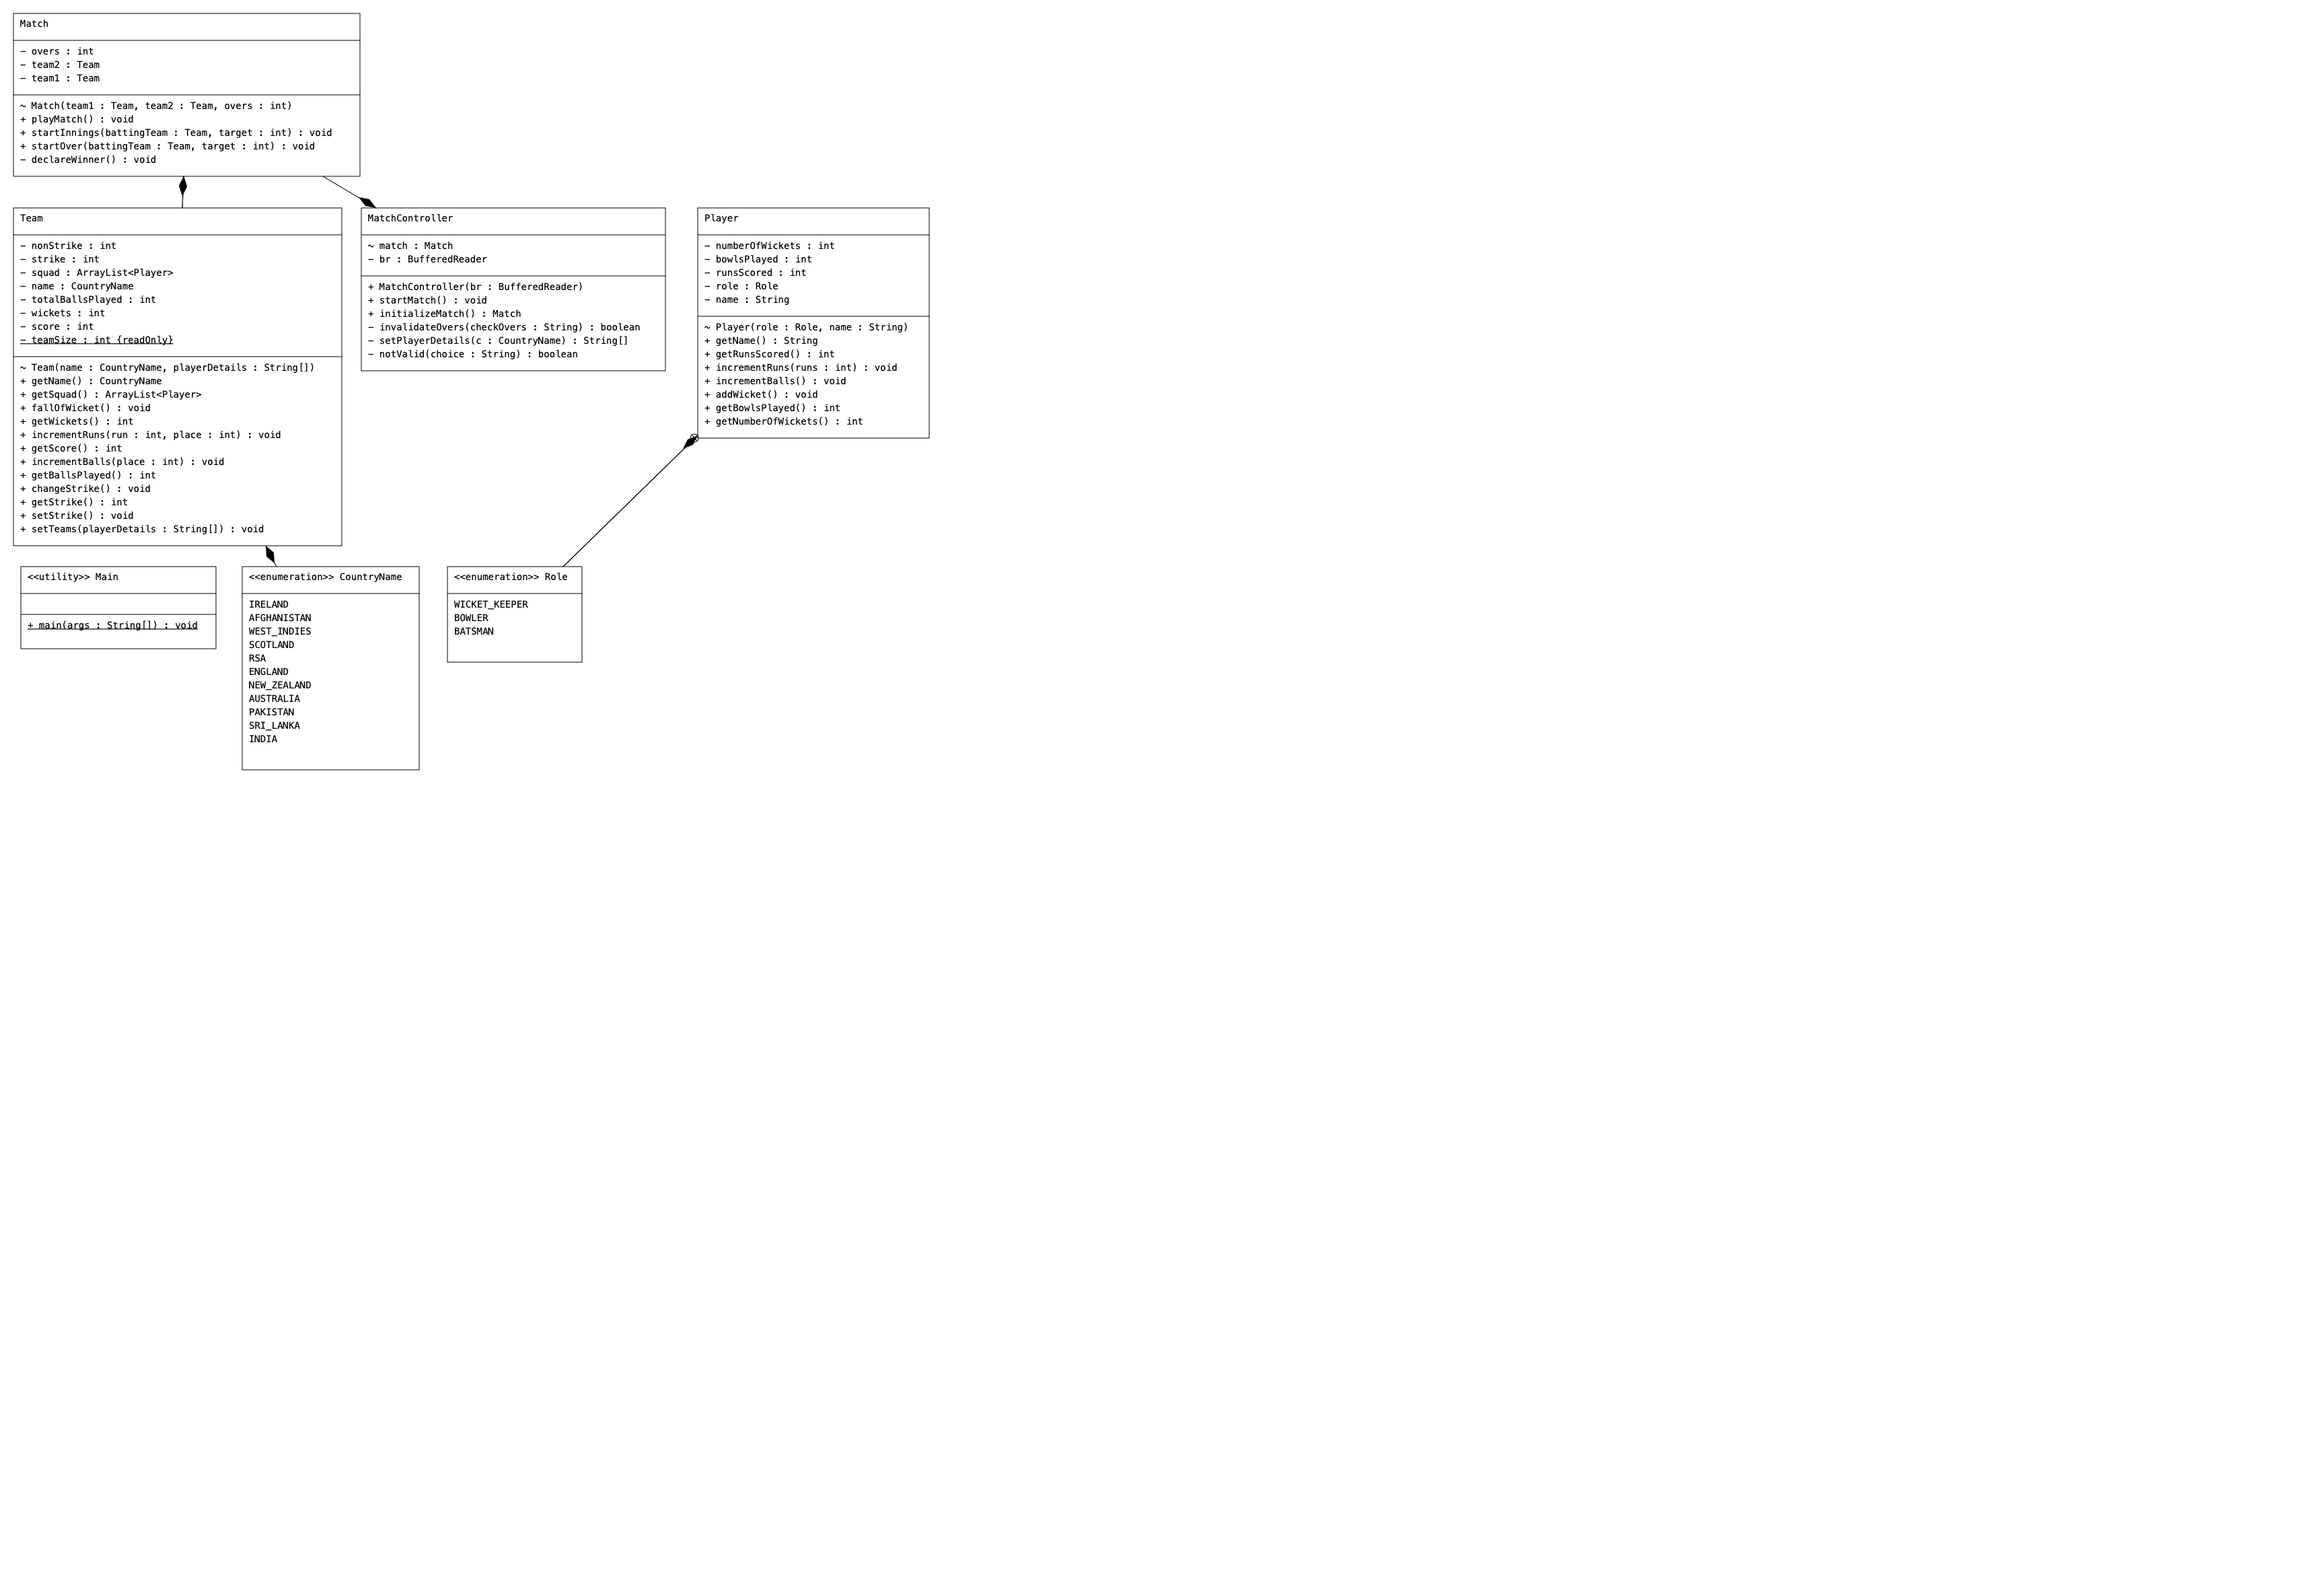 Match
− overs : int
− team2 : Team
− team1 : Team
~ Match(team1 : Team, team2 : Team, overs : int)
+ playMatch() : void
+ startInnings(battingTeam : Team, target : int) : void
+ startOver(battingTeam : Team, target : int) : void
− declareWinner() : void
Team
− nonStrike : int
− strike : int
− squad : ArrayList<Player>
− name : CountryName
− totalBallsPlayed : int
− wickets : int
− score : int
− teamSize : int {readOnly}
~ Team(name : CountryName, playerDetails : String[])
+ getName() : CountryName
+ getSquad() : ArrayList<Player>
+ fallOfWicket() : void
+ getWickets() : int
+ incrementRuns(run : int, place : int) : void
+ getScore() : int
+ incrementBalls(place : int) : void
+ getBallsPlayed() : int
+ changeStrike() : void
+ getStrike() : int
+ setStrike() : void
+ setTeams(playerDetails : String[]) : void
MatchController
~ match : Match
− br : BufferedReader
+ MatchController(br : BufferedReader)
+ startMatch() : void
+ initializeMatch() : Match
− invalidateOvers(checkOvers : String) : boolean
− setPlayerDetails(c : CountryName) : String[]
− notValid(choice : String) : boolean
Player
− numberOfWickets : int
− bowlsPlayed : int
− runsScored : int
− role : Role
− name : String
~ Player(role : Role, name : String)
+ getName() : String
+ getRunsScored() : int
+ incrementRuns(runs : int) : void
+ incrementBalls() : void
+ addWicket() : void
+ getBowlsPlayed() : int
+ getNumberOfWickets() : int
<<utility>> Main
+ main(args : String[]) : void
<<enumeration>> CountryName
IRELAND
AFGHANISTAN
WEST_INDIES
SCOTLAND
RSA
ENGLAND
NEW_ZEALAND
AUSTRALIA
PAKISTAN
SRI_LANKA
INDIA
<<enumeration>> Role
WICKET_KEEPER
BOWLER
BATSMAN